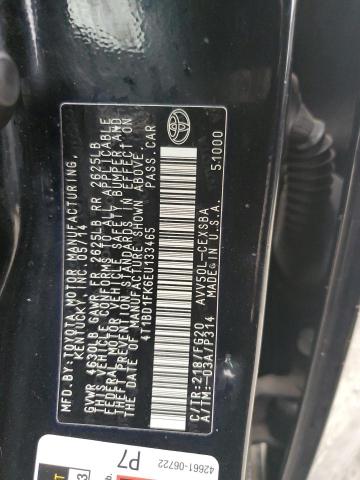 MFD.BY:TOYOTA MOTOR MANUFACTURING,
KENTUCKY, INC. 05/14
GVWR 4630LB GAWR FR 2625LB RR 2625LB
THIS VEHICLE CONFORMS TO ALL APPLICABLE
FEDERAL MOTOR VEHICLE SAFETY, BUMPER, AND
THEFT PREVENTION STANDARDS IN EFFECT ON
THE DATE OF MANUFACTURE SHOWN ABOVE.
4T1BD1FK6EU133465 PASS.CAR
C/TR:218/FG20 AVV50L-CEXSBA
A/TM:-03A/P314 MADE IN U.S.A.
51000
42661-06722
P7